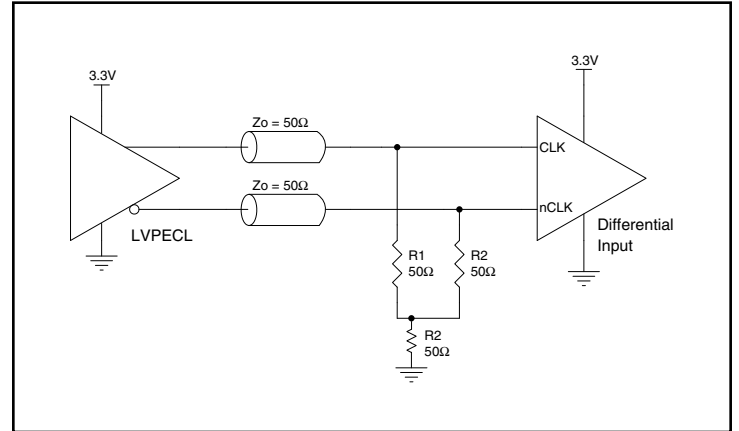 3.3V
3.3V
Zo = 50Ω
CLK
Zo = 50Ω
nCLK
LVPECL
Differential
Input
R1
50Ω
R2
50Ω
R2
50Ω